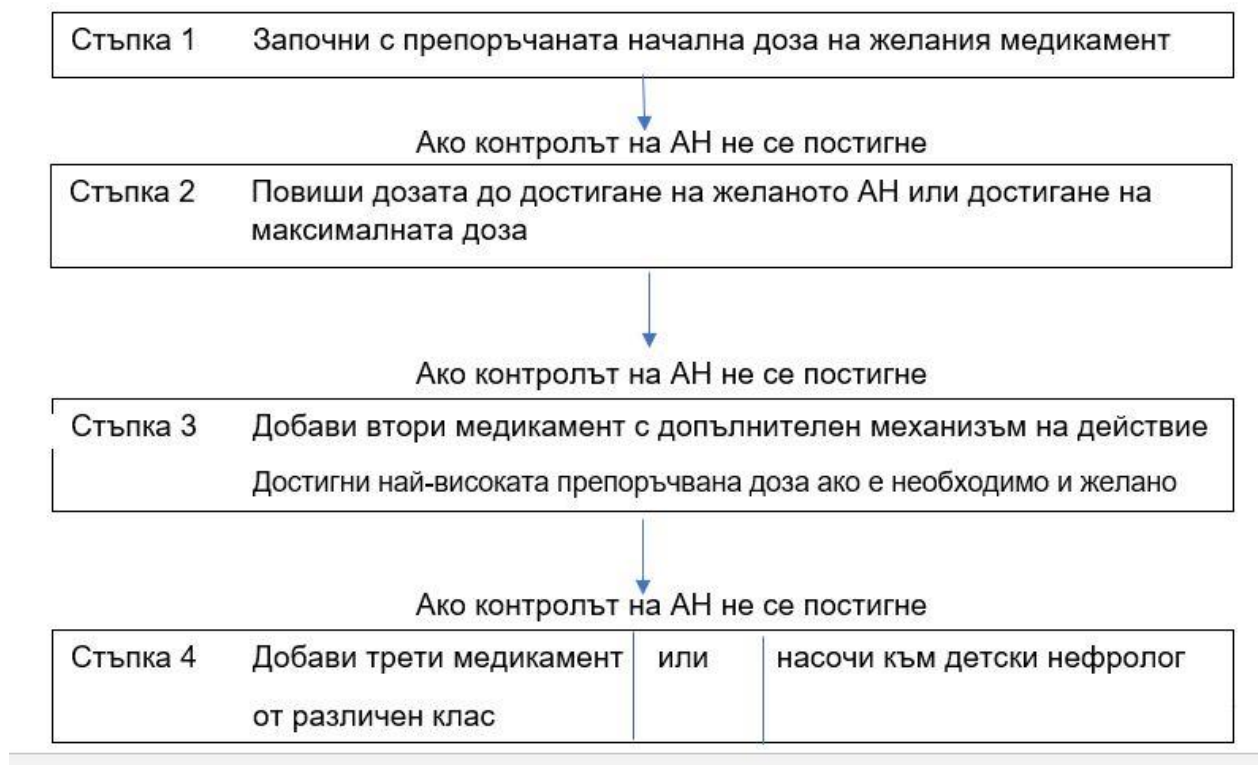 Стъпка 1 Започни с препоръчаната начална доза на желания медикамент
Ако контролът на АН не се постигне
Стъпка 2 Повиши дозата до достигане на желаното АН или достигане на
максималната доза
Ако контролът на АН не се постигне
Стъпка 3 Добави втори медикамент с допълнителен механизъм на действие
Достигни най-високата препоръчвана доза ако е необходимо и желано
Ако контролът на АН не се постигне
Стъпка 4 Добави трети медикамент или насочи към детски нефролог
от различен клас